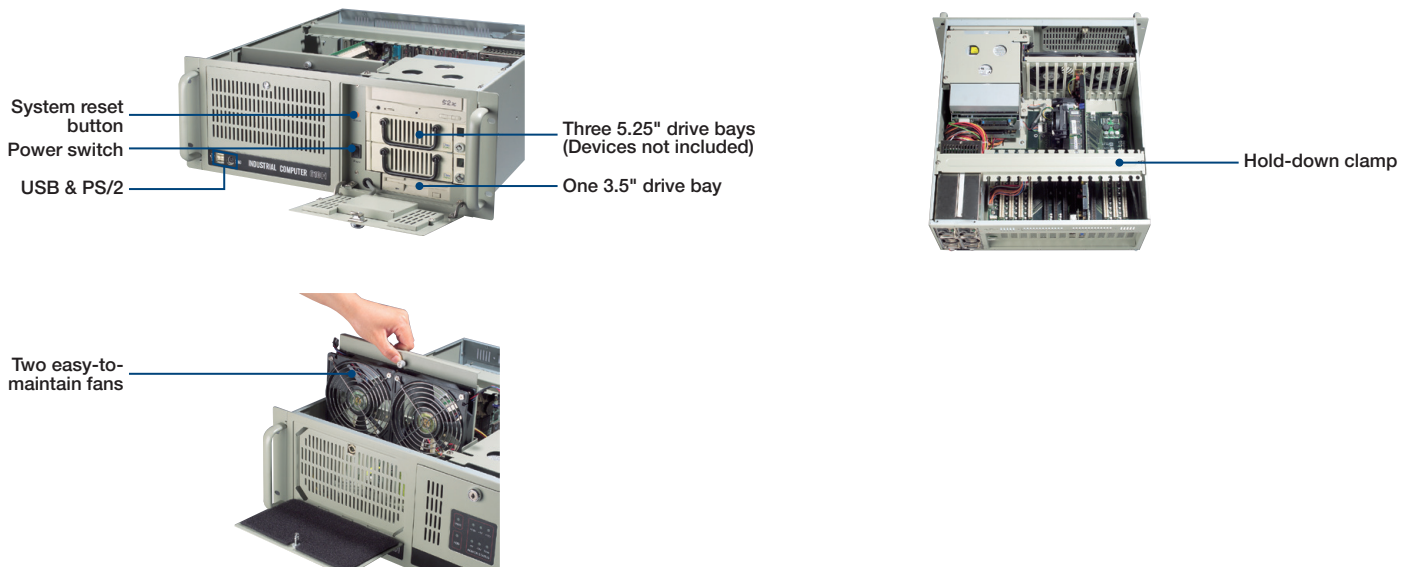 System reset
button
Power switch
USB & PS/2
INDUSTRIAL COMPUTER 610
Three 5.25" drive bays
(Devices not included)
One 3.5" drive bay
Hold-down clamp
Two easy-to-
maintain fans